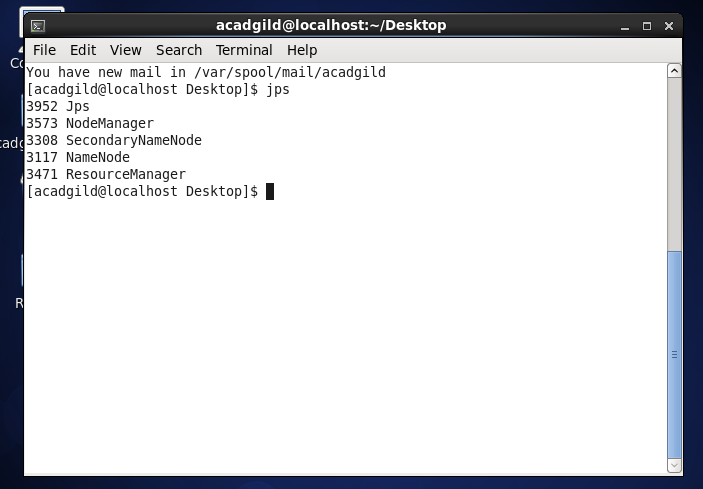 acadgild@localhost:~/Desktop
File Edit View Search Terminal Help
You have new mail in /var/spool/mail/acadgild
[acadgild@localhost Desktop]$ jps
3952 Jps
3573 NodeManager
3308 SecondaryNameNode
3117 NameNode
3471 ResourceManager
[acadgild@localhost Desktop]$